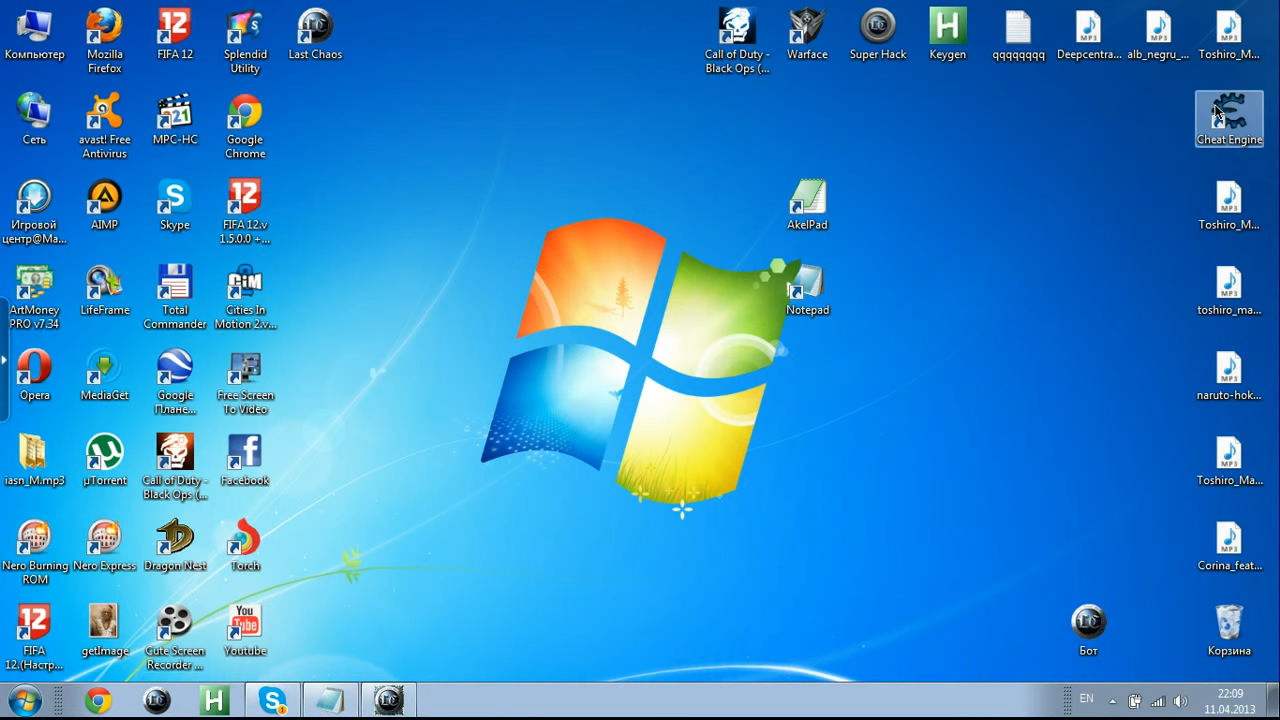 Компьютер
Mozilla
Firefox
FIFA 12
Splendid
Utility
Last Chaos
Call of Duty -
Black Ops (...
Warface
Super Hack
Keygen
qqqqqqqq
Deepcentra...
alb_negru_...
Toshiro_M...
Сеть
avast! Free
Antivirus
MPC-HC
Google
Chrome
Cheat Engine
Игровой
центр@Ma...
AIMP
Skype
FIFA 12.v
1.5.0.0 +...
AkelPad
Toshiro_M...
ArtMoney
PRO v7.34
LifeFrame
Total
Commander
Cities In
Motion 2.v...
Notepad
toshiro_ma...
Opera
MediaGet
Google
Плане...
Free Screen
To Video
naruto-hok...
iasn_M.mp3
µTorrent
Call of Duty -
Black Ops (...
Facebook
Toshiro_Ma...
Nero Burning
ROM
Nero Express
Dragon Nest
Torch
Corina_feat...
FIFA
12.(Настр...
getImage
Cute Screen
Recorder ...
Youtube
Бот
Корзина
EN
22:09
11.04.2013